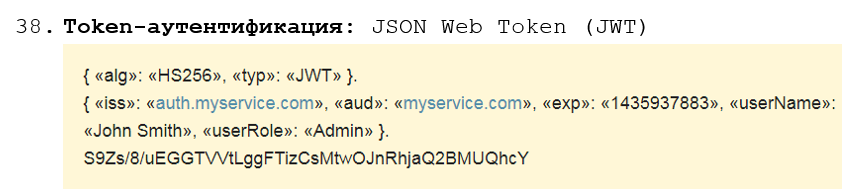 38. Token-аутентификация: JSON Web Token (JWT)
{ «alg»: «HS256», «typ»: «JWT» }.
{ «iss»: «auth.myservice.com», «aud»: «myservice.com», «exp»: «1435937883», «userName»:
«John Smith», «userRole»: «Admin» }.
S9Zs/8/uEGGTVVtLggFTizCsMtwOJnRhjaQ2BMUQhcY